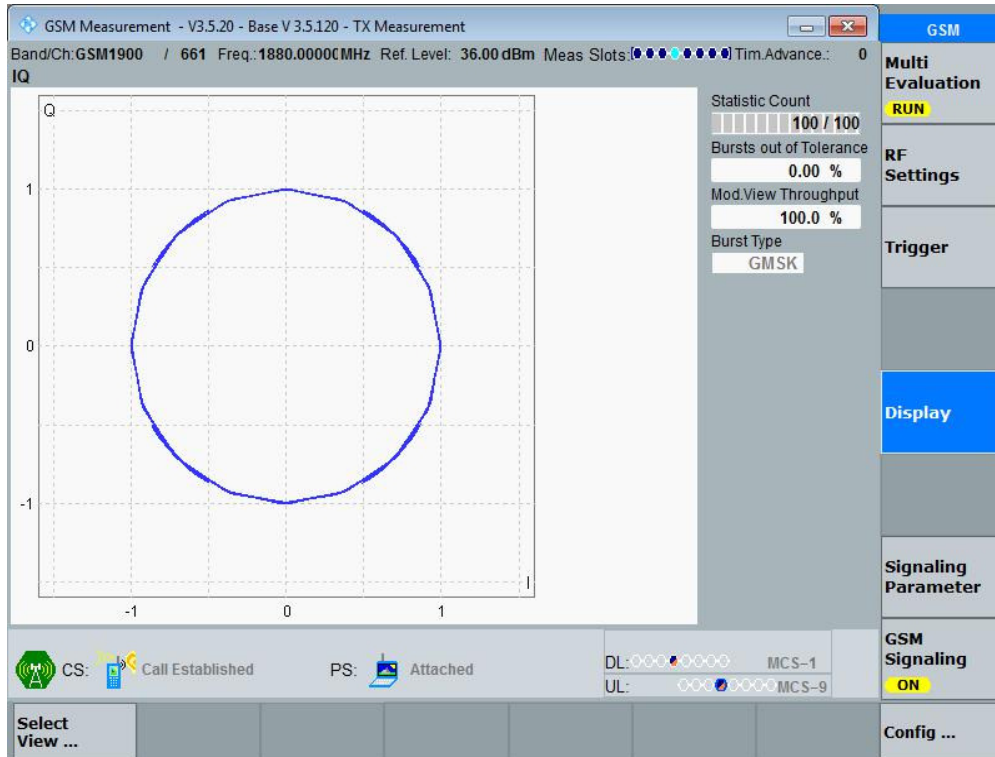 GSM Measurement - V3.5.20 - Base V 3.5.120 - TX Measurement
GSM
Band/Ch:GSM1900 / 661 Freq.:1880.00000 MHz Ref. Level: 36.00 dBm Meas Slots: Tim.Advance.: 0
IQ
Multi
Evaluation
RUN
Q
Statistic Count
100 / 100
Bursts out of Tolerance
0.00 %
Mod.View Throughput
100.0 %
Burst Type
GMSK
RF
Settings
Trigger
1
0
-1
I
-1 0 1
Display
Signaling
Parameter
GSM
Signaling
ON
CS: Call Established PS: Attached
DL: MCS-1
UL: MCS-9
Select
View ...
Config ...